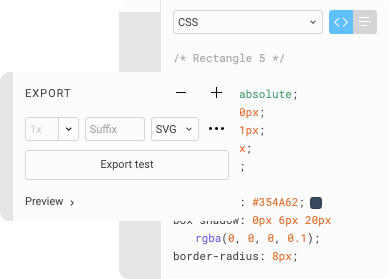 CSS
/* Rectangle 5 */
EXPORT
absolute;
0px;
1x
Suffix
SVG
1px;
x;
Export test
;
Preview
: #354A62;
box-shadow: 0px 6px 20px
rgba(0, 0, 0, 0.1);
border-radius: 8px;